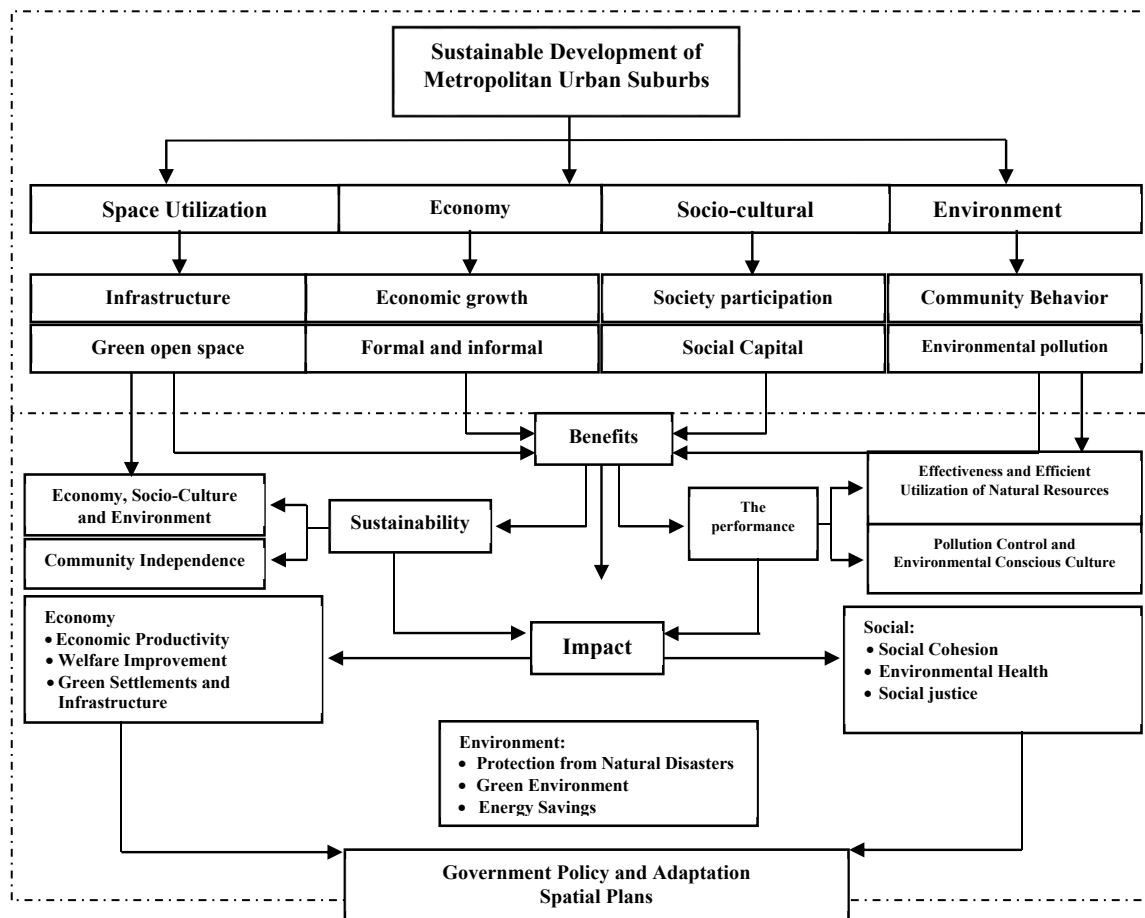 Sustainable Development of
Metropolitan Urban Suburbs
Space Utilization
Economy
Socio-cultural
Environment
Infrastructure
Economic growth
Society participation
Community Behavior
Green open space
Formal and informal
Social Capital
Environmental pollution
Benefits
Economy, Socio-Culture
and Environment
Community Independence
Sustainability
The
performance
Effectiveness and Efficient
Utilization of Natural Resources
Pollution Control and
Environmental Conscious Culture
Economy
• Economic Productivity
• Welfare Improvement
• Green Settlements and
Infrastructure
Impact
Social:
• Social Cohesion
• Environmental Health
• Social justice
Environment:
• Protection from Natural Disasters
• Green Environment
• Energy Savings
Government Policy and Adaptation
Spatial Plans